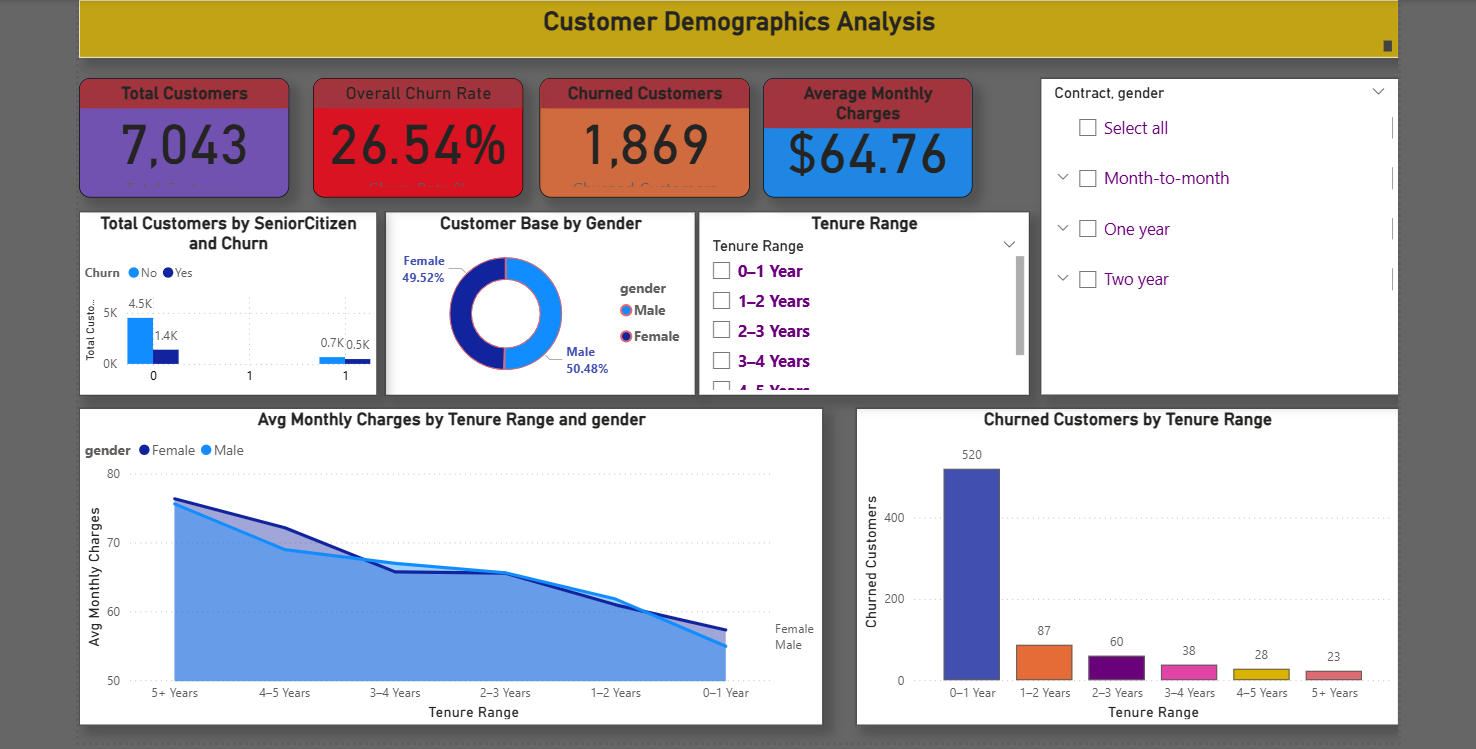 Customer Demographics Analysis
Total Customers
7,043
Overall Churn Rate
26.54%
Churned Customers
1,869
Average Monthly
Charges
$64.76
Contract, gender
Select all
Month-to-month
One year
Two year
Total Customers by SeniorCitizen
and Churn
Churn No Yes
Total Custo...
5K
0K
4.5K
1.4K
0.7K
0.5K
0 1 1
Customer Base by Gender
Female
49.52%
Male
50.48%
gender
Male
Female
Tenure Range
Tenure Range
0–1 Year
1–2 Years
2–3 Years
3–4 Years
4–5 Years
Avg Monthly Charges by Tenure Range and gender
gender Female Male
Avg Monthly Charges
80
70
60
50
Female
Male
5+ Years 4–5 Years 3–4 Years 2–3 Years 1–2 Years 0–1 Year
Tenure Range
Churned Customers by Tenure Range
Churned Customers
400
200
0
520
87
60
38
28
23
0–1 Year 1–2 Years 2–3 Years 3–4 Years 4–5 Years 5+ Years
Tenure Range